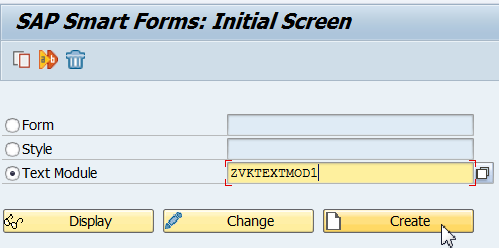 SAP Smart Forms: Initial Screen
Form
Style
Text Module ZVKTEXTMOD1
Display Change Create